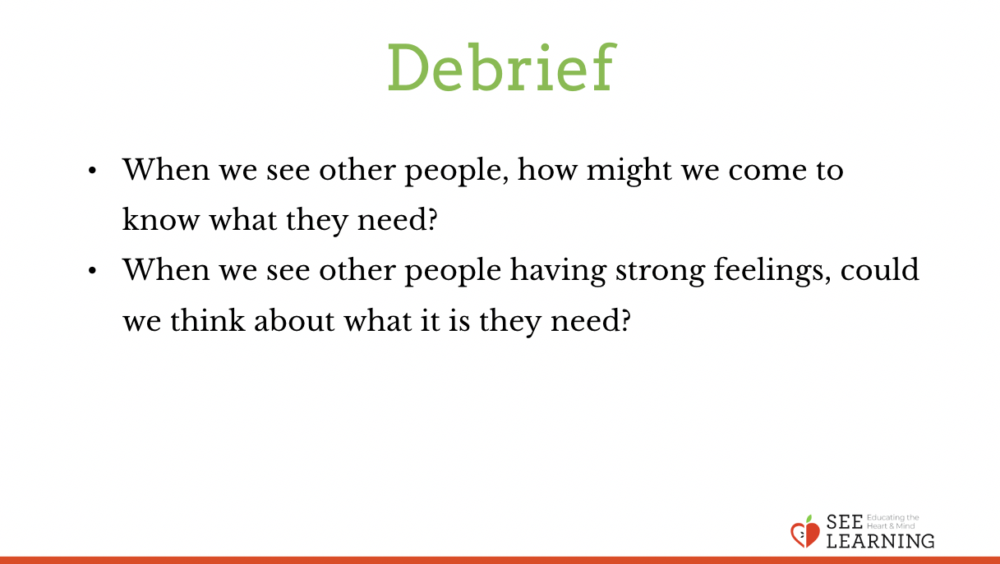 Debrief
• When we see other people, how might we come to
know what they need?
• When we see other people having strong feelings, could
we think about what it is they need?
SEE Educating the
Heart & Mind
LEARNING